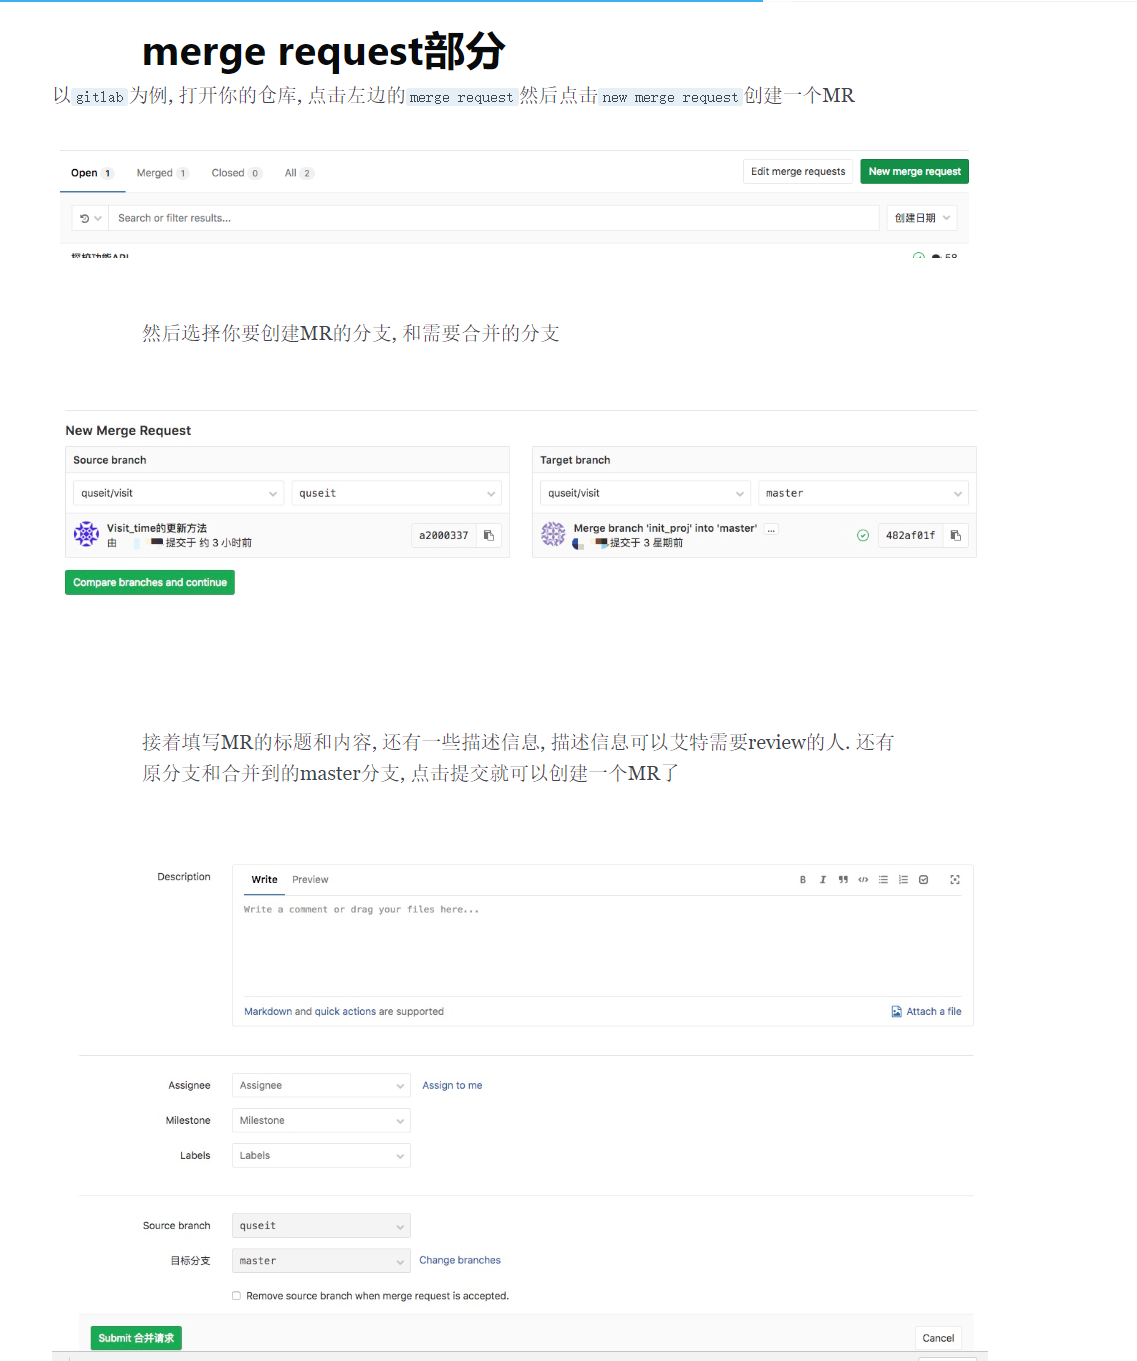 merge request部分
以gitlab为例, 打开你的仓库, 点击左边的merge request然后点击new merge request创建一个MR
Open 1 Merged 1 Closed 0 All 2 Edit merge requests New merge request
Search or filter results... 创建日期
然后选择你要创建MR的分支, 和需要合并的分支
New Merge Request
Source branch Target branch
quseit/visit quseit quseit/visit master
Visit_time的更新方法 a2000337 Merge branch 'init_proj' into 'master' ... 482af01f
由 提交于 约 3 小时前 提交于 3 星期前
Compare branches and continue
接着填写MR的标题和内容, 还有一些描述信息, 描述信息可以艾特需要review的人. 还有
原分支和合并到的master分支, 点击提交就可以创建一个MR了
Description Write Preview
Write a comment or drag your files here...
Markdown and quick actions are supported Attach a file
Assignee Assignee Assign to me
Milestone Milestone
Labels Labels
Source branch quseit
目标分支 master Change branches
Remove source branch when merge request is accepted.
Submit 合并请求 Cancel